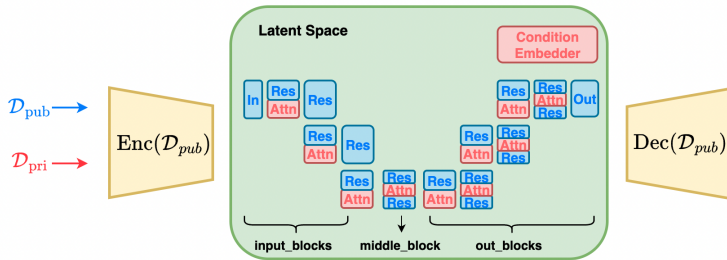 Latent Space
Condition
Embedder
In
Res
Attn
Res
Res
Attn
Res
Attn
Res
Out
𝒟pub
Enc(𝒟pub)
Dec(𝒟pub)
𝒟pri
Res
Attn
Res
Res
Attn
Res
Attn
Res
Res
Attn
Res
Attn
Res
Res
Attn
Res
Attn
Res
input_blocks
middle_block
out_blocks